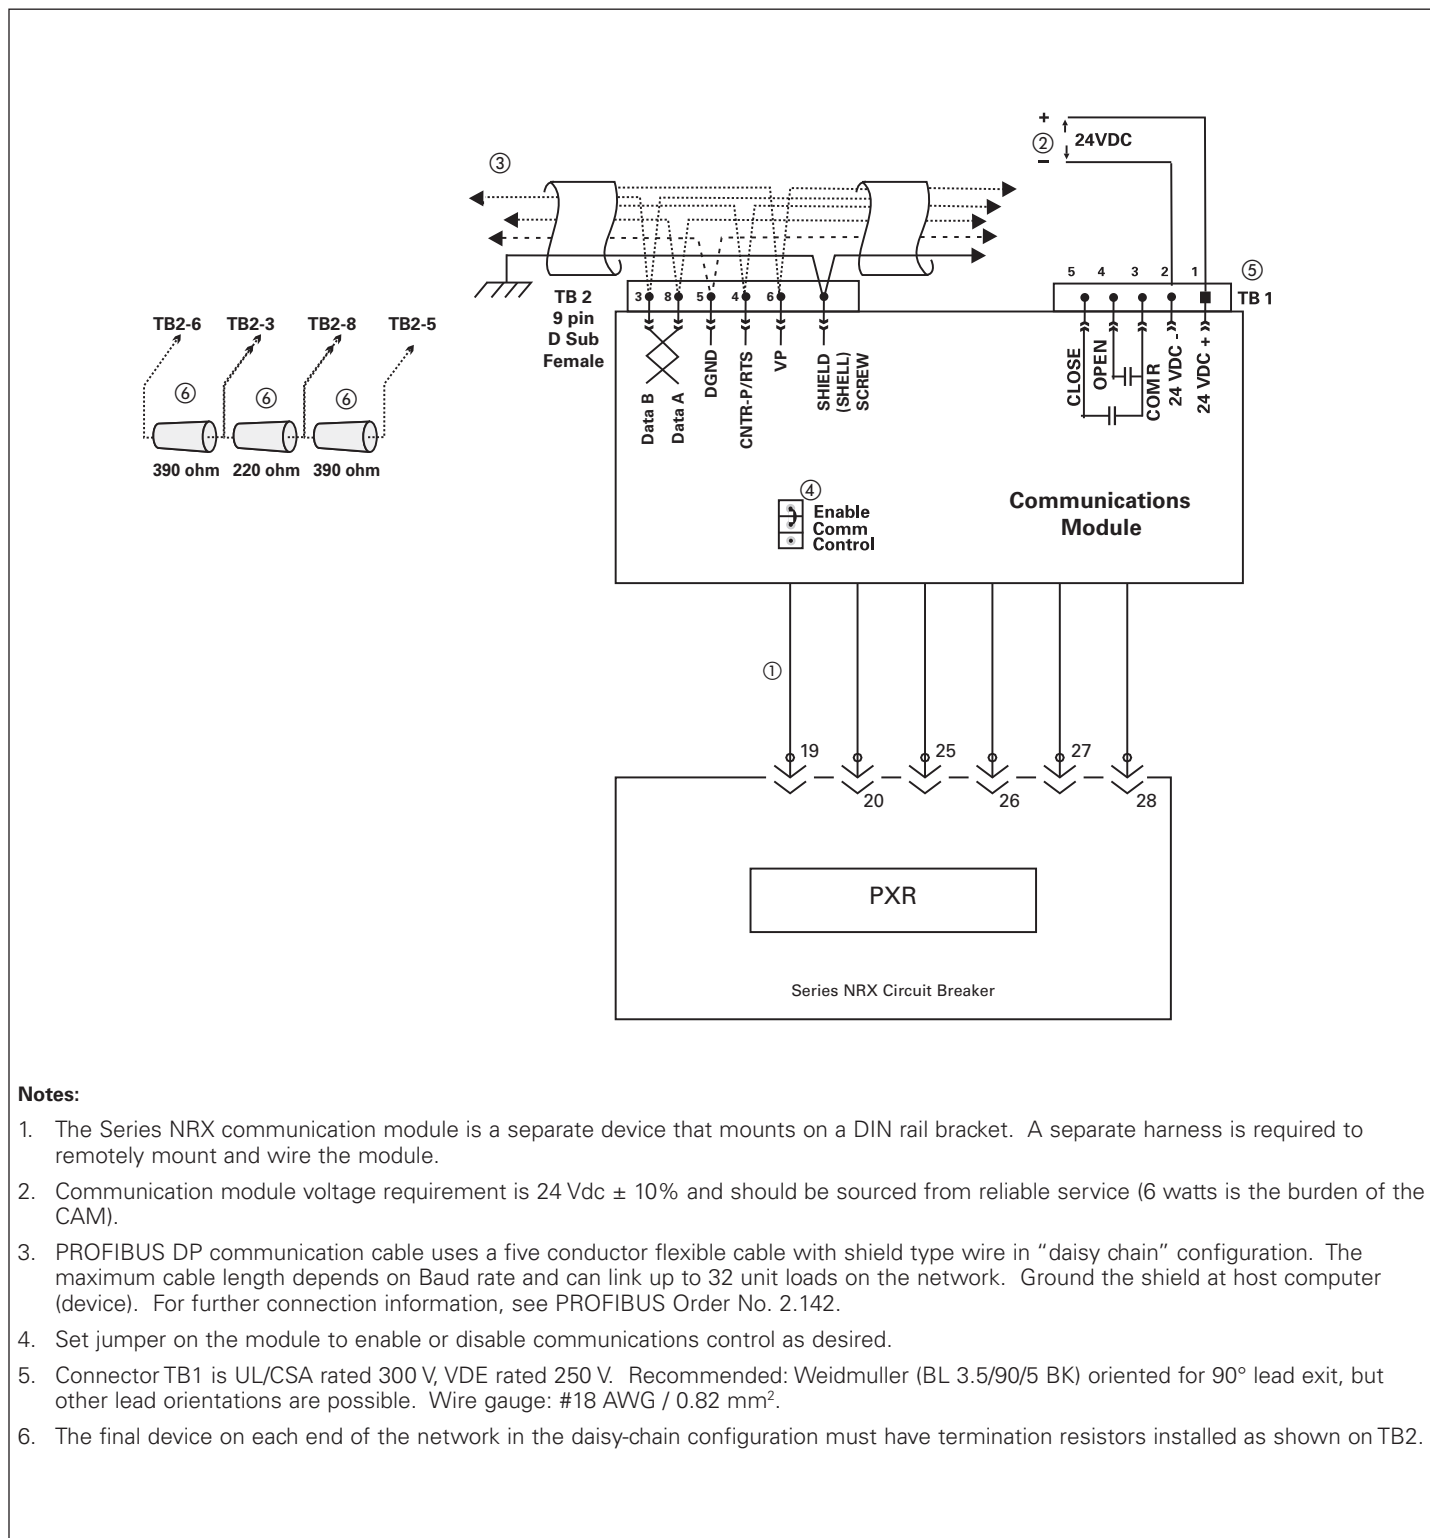 +
② 24VDC
−
③
5 4 3 2 1 ⑤
TB 1
TB 2
9 pin
D Sub
Female
3 8 5 4 6
TB2-6 TB2-3 TB2-8 TB2-5
⑥ ⑥ ⑥
390 ohm 220 ohm 390 ohm
Data B
Data A
DGND
CNTR-P/RTS
VP
SHIELD
(SHELL)
SCREW
CLOSE
OPEN
COM R
24 VDC -
24 VDC +
④
Enable
Comm
Control
Communications
Module
①
19 25 27
20 26 28
PXR
Series NRX Circuit Breaker
Notes:
1. The Series NRX communication module is a separate device that mounts on a DIN rail bracket. A separate harness is required to
remotely mount and wire the module.
2. Communication module voltage requirement is 24 Vdc ± 10% and should be sourced from reliable service (6 watts is the burden of the
CAM).
3. PROFIBUS DP communication cable uses a five conductor flexible cable with shield type wire in “daisy chain” configuration. The
maximum cable length depends on Baud rate and can link up to 32 unit loads on the network. Ground the shield at host computer
(device). For further connection information, see PROFIBUS Order No. 2.142.
4. Set jumper on the module to enable or disable communications control as desired.
5. Connector TB1 is UL/CSA rated 300 V, VDE rated 250 V. Recommended: Weidmuller (BL 3.5/90/5 BK) oriented for 90° lead exit, but
other lead orientations are possible. Wire gauge: #18 AWG / 0.82 mm².
6. The final device on each end of the network in the daisy-chain configuration must have termination resistors installed as shown on TB2.